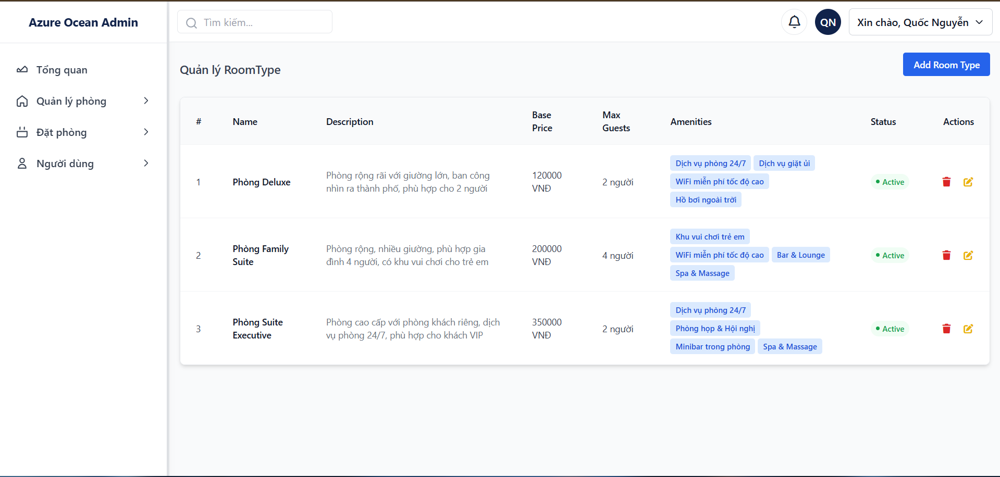 Azure Ocean Admin
Tìm kiếm...
QN
Xin chào, Quốc Nguyễn
Tổng quan
Quản lý phòng
Đặt phòng
Người dùng
Quản lý RoomType
Add Room Type
# Name Description Base Price Max Guests Amenities Status Actions
1
Phòng Deluxe
Phòng rộng rãi với giường lớn, ban công
nhìn ra thành phố, phù hợp cho 2 người
120000
VNĐ
2 người
Dịch vụ phòng 24/7 Dịch vụ giặt ủi
WiFi miễn phí tốc độ cao
Hồ bơi ngoài trời
Active
2
Phòng Family
Suite
Phòng rộng, nhiều giường, phù hợp gia
đình 4 người, có khu vui chơi cho trẻ em
200000
VNĐ
4 người
Khu vui chơi trẻ em
WiFi miễn phí tốc độ cao Bar & Lounge
Spa & Massage
Active
3
Phòng Suite
Executive
Phòng cao cấp với phòng khách riêng, dịch
vụ phòng 24/7, phù hợp cho khách VIP
350000
VNĐ
2 người
Dịch vụ phòng 24/7
Phòng họp & Hội nghị
Minibar trong phòng Spa & Massage
Active